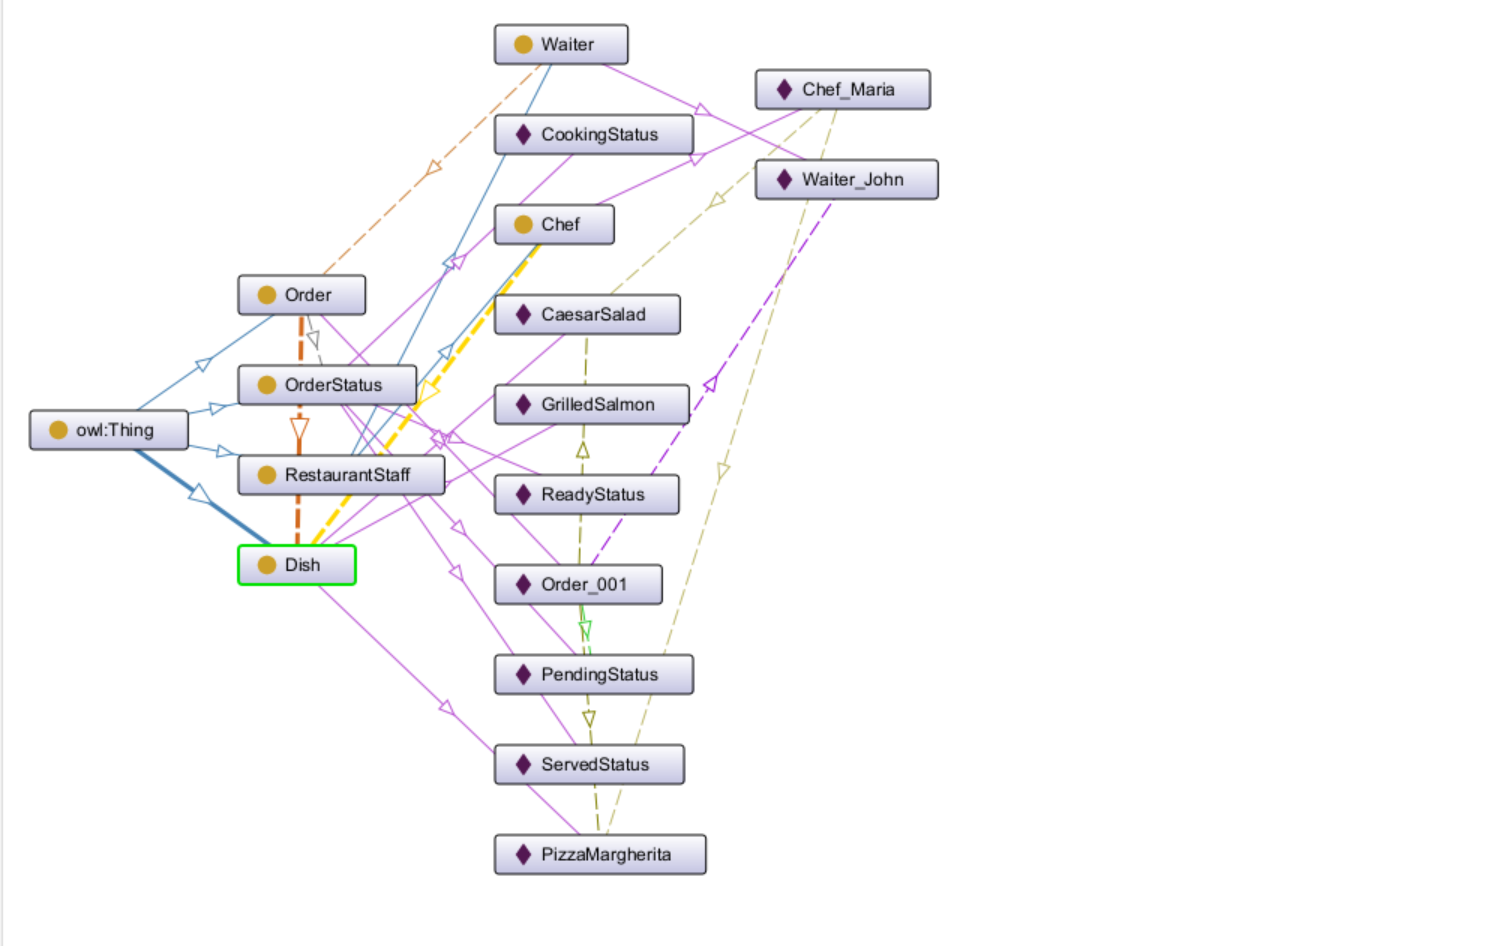 Waiter
Chef_Maria
CookingStatus
Waiter_John
Chef
Order
CaesarSalad
OrderStatus
GrilledSalmon
owl:Thing
RestaurantStaff
ReadyStatus
Dish
Order_001
PendingStatus
ServedStatus
PizzaMargherita